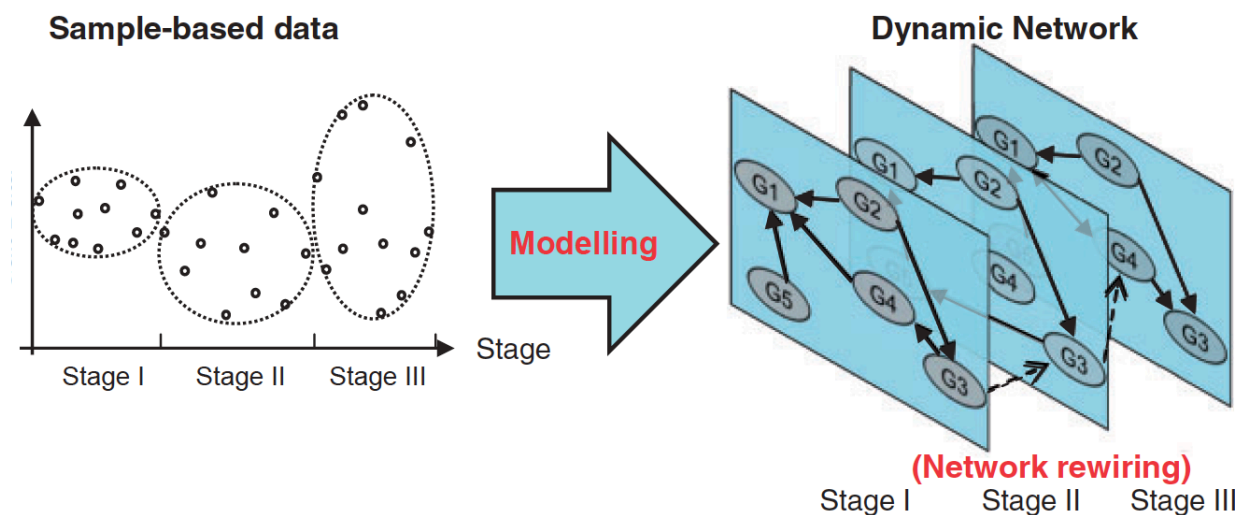 Sample-based data
Dynamic Network
Modelling
Stage
Stage I
Stage II
Stage III
G1
G2
G5
G4
G3
G1
G2
G4
G3
G1
G2
G4
G3
(Network rewiring)
Stage I
Stage II
Stage III